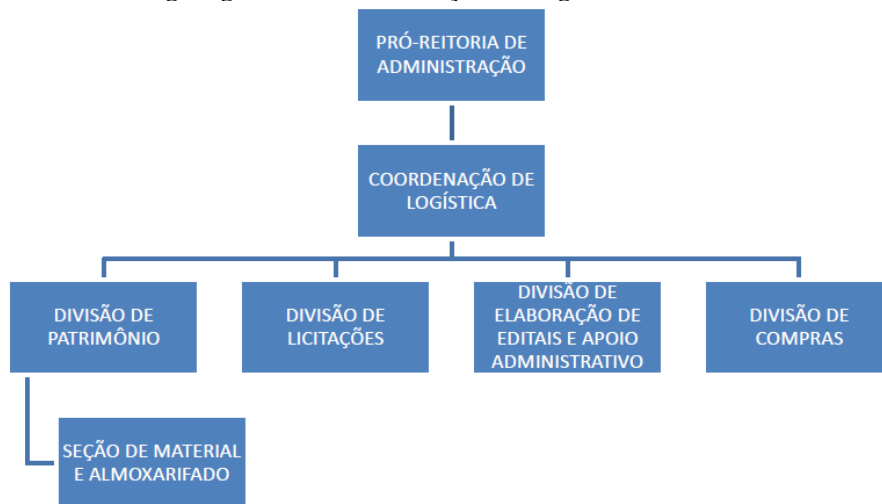 PRÓ-REITORIA DE
ADMINISTRAÇÃO
COORDENAÇÃO DE
LOGÍSTICA
DIVISÃO DE
PATRIMÔNIO
DIVISÃO DE
LICITAÇÕES
DIVISÃO DE
ELABORAÇÃO DE
EDITAIS E APOIO
ADMINISTRATIVO
DIVISÃO DE
COMPRAS
SEÇÃO DE MATERIAL
E ALMOXARIFADO